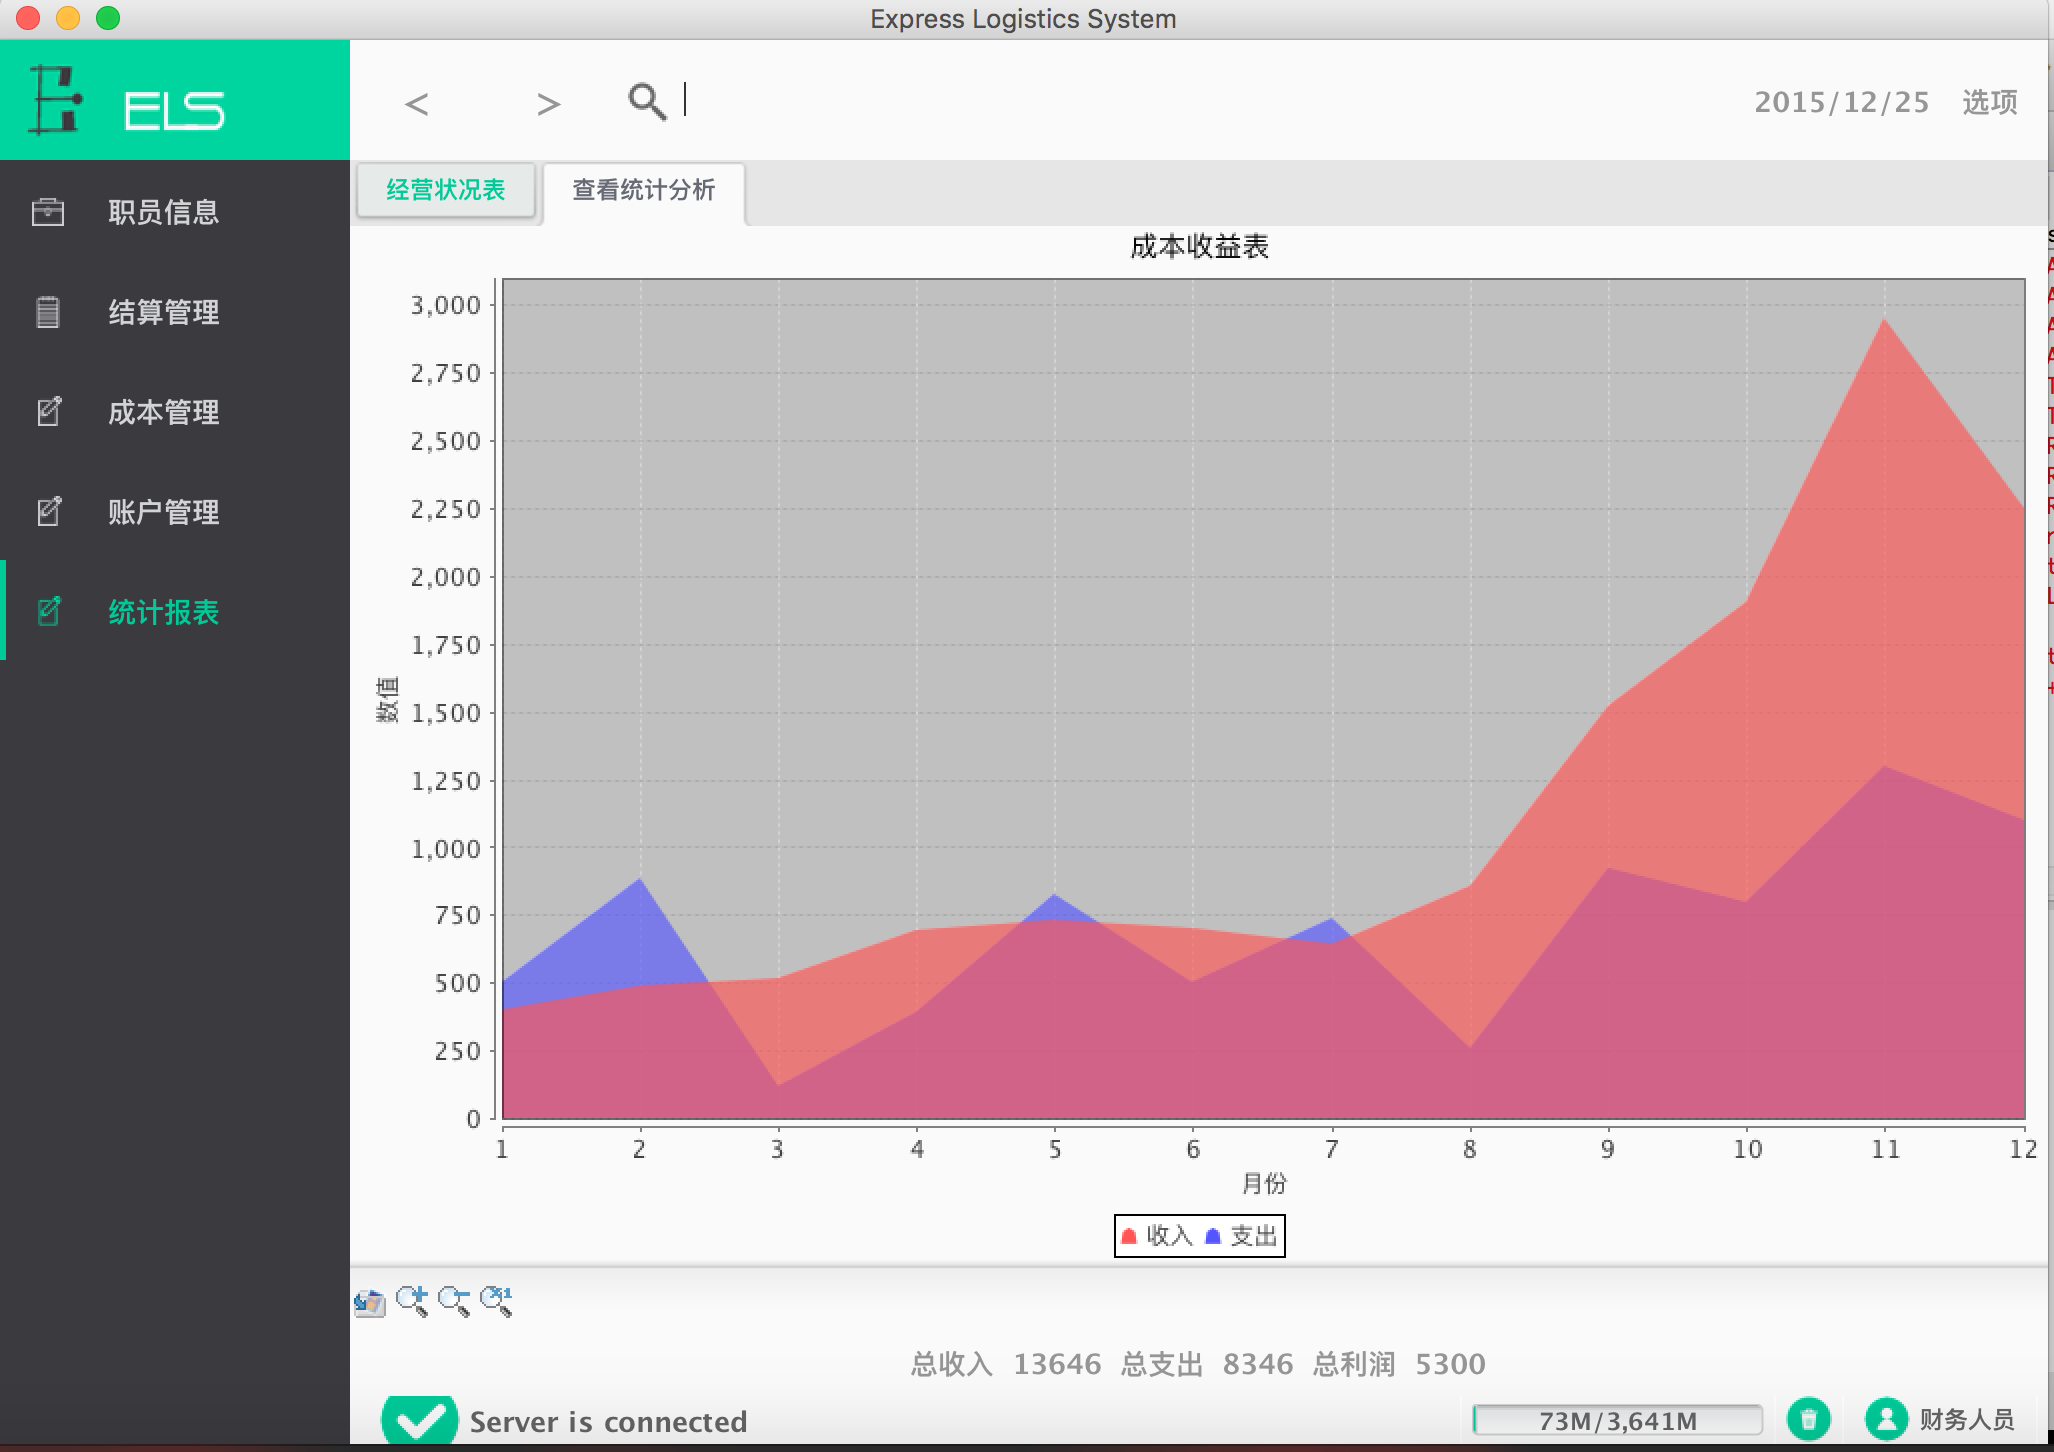 Express Logistics System
ELS
< >
2015/12/25 选项
职员信息
结算管理
成本管理
账户管理
统计报表
经营状况表 查看统计分析
成本收益表
数值
3,000
2,750
2,500
2,250
2,000
1,750
1,500
1,250
1,000
750
500
250
0
1 2 3 4 5 6 7 8 9 10 11 12
月份
收入 支出
总收入 13646 总支出 8346 总利润 5300
Server is connected
73M/3,641M
财务人员